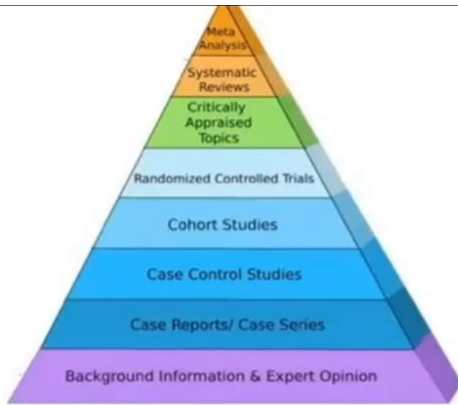 Meta
Analysis
Systematic
Reviews
Critically
Appraised
Topics
Randomized Controlled Trials
Cohort Studies
Case Control Studies
Case Reports/ Case Series
Background Information & Expert Opinion